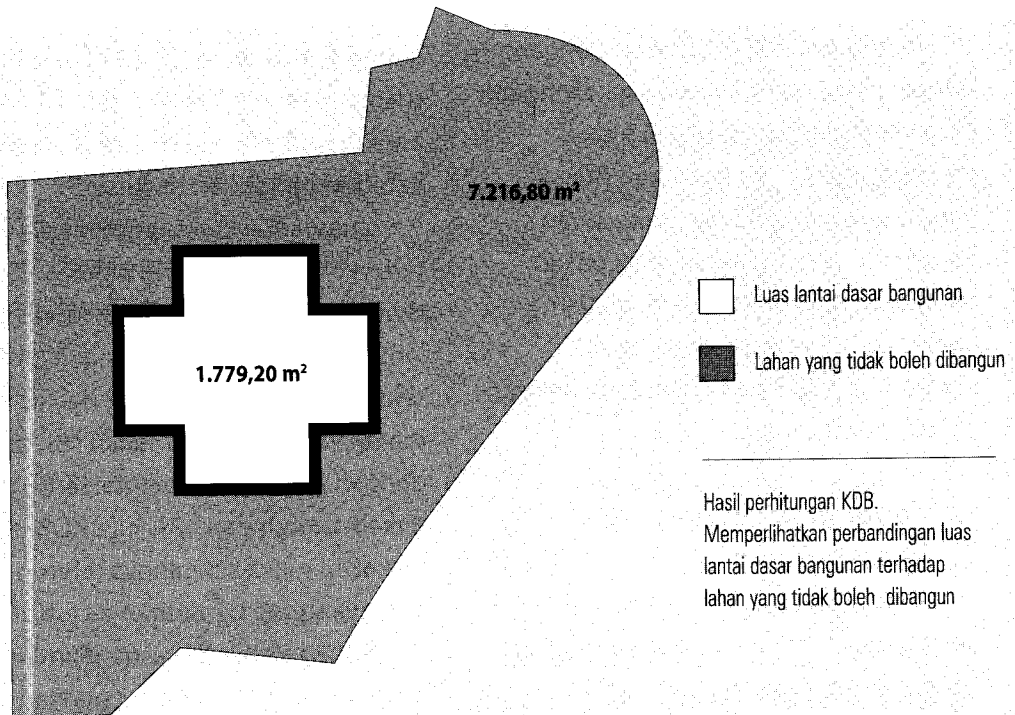 7.216,80 m²
1.779,20 m²
Luas lantai dasar bangunan
Lahan yang tidak boleh dibangun
Hasil perhitungan KDB.
Memperlihatkan perbandingan luas
lantai dasar bangunan terhadap
lahan yang tidak boleh dibangun